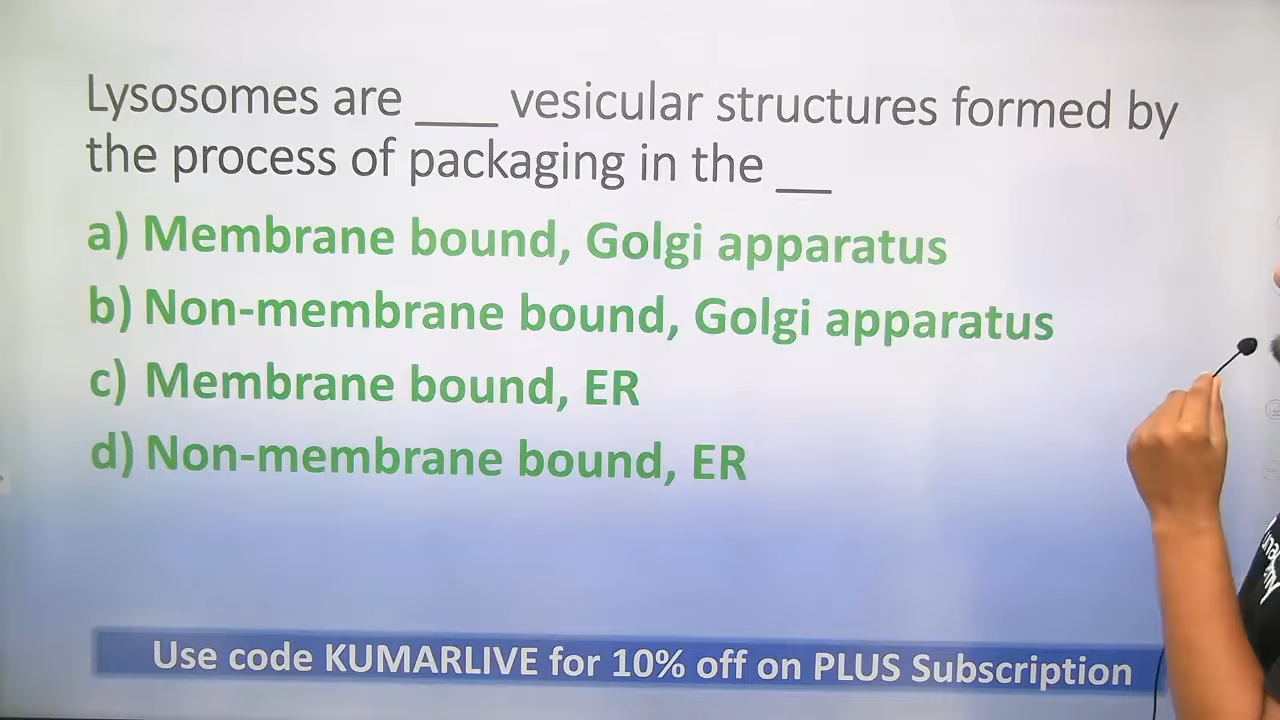 Lysosomes are ____ vesicular structures formed by
the process of packaging in the __
a) Membrane bound, Golgi apparatus
b) Non-membrane bound, Golgi apparatus
c) Membrane bound, ER
d) Non-membrane bound, ER
Use code KUMARLIVE for 10% off on PLUS Subscription